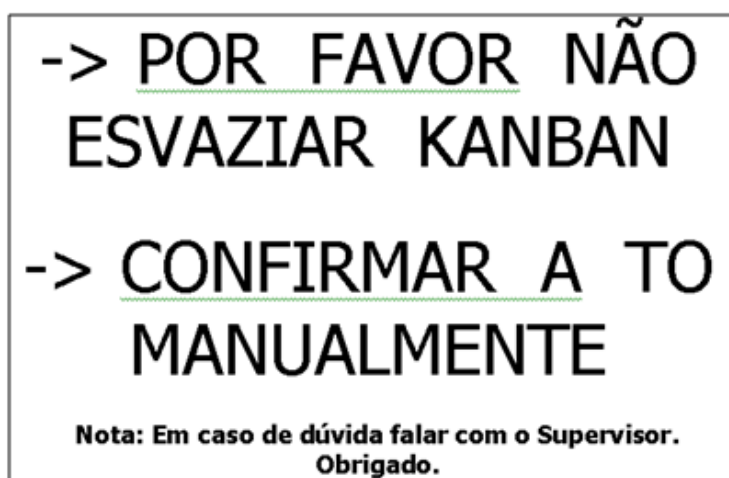 -> POR FAVOR NÃO
ESVAZIAR KANBAN
-> CONFIRMAR A TO
MANUALMENTE
Nota: Em caso de dúvida falar com o Supervisor.
Obrigado.